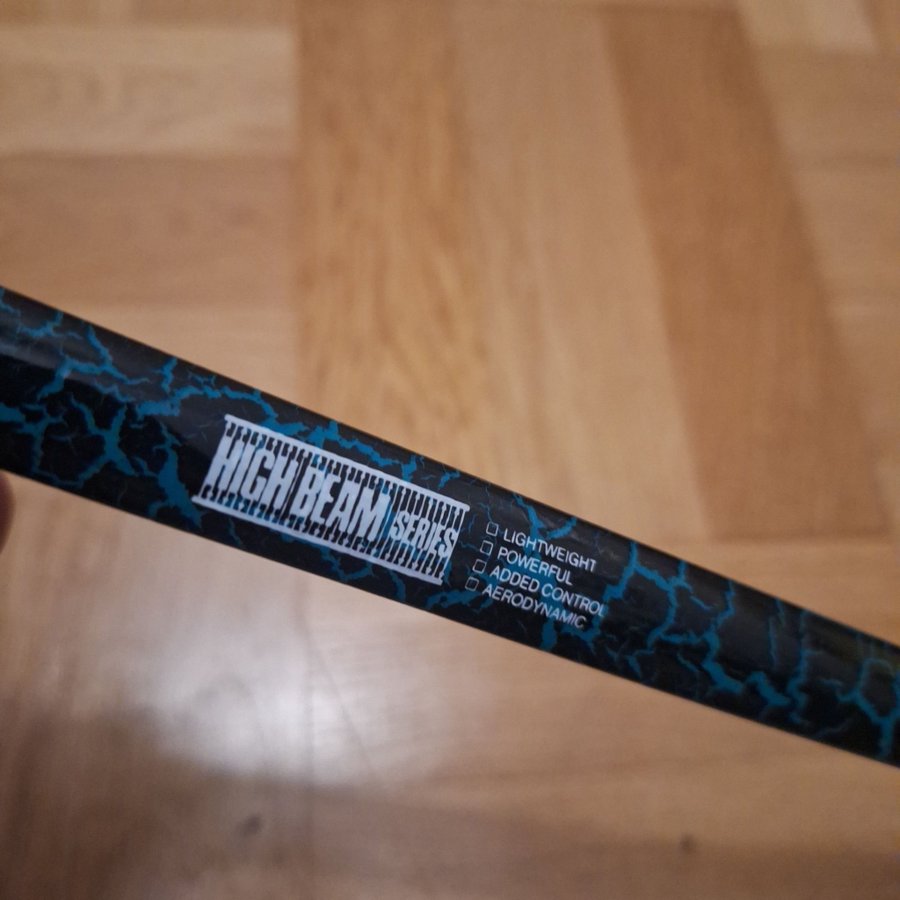 HIGH BEAM SERIES
LIGHTWEIGHT
POWERFUL
ADDED CONTROL
AERODYNAMIC